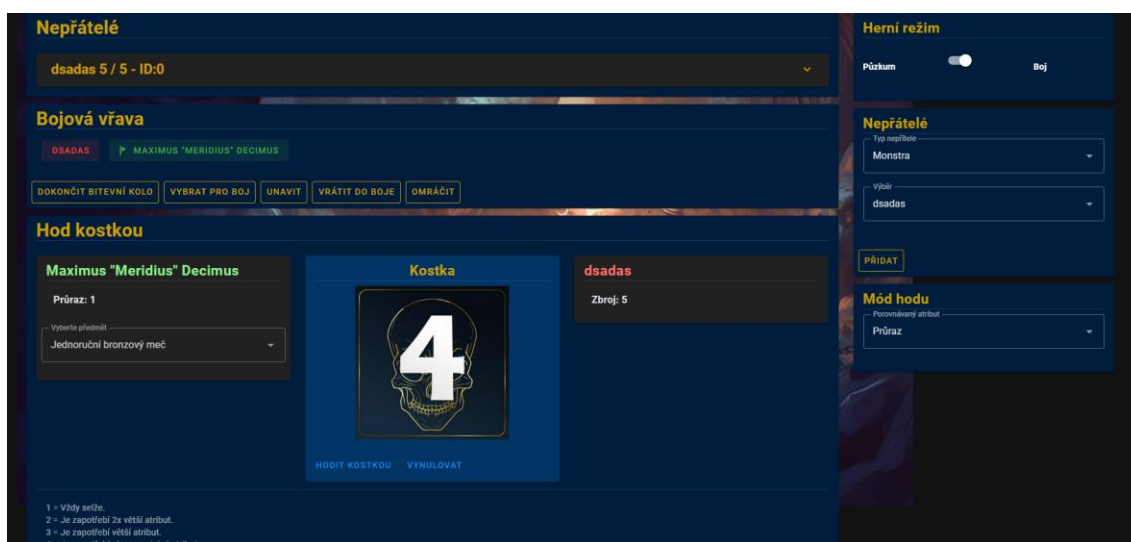 Nepřátelé
dsadas 5 / 5 - ID:0
Bojová vřava
DSADAS MAXIMUS "MERIDIUS" DECIMUS
DOKONČIT BITEVNÍ KOLO VYBRAT PRO BOJ UNAVIT VRÁTIT DO BOJE OMRÁČIT
Hod kostkou
Maximus "Meridius" Decimus
Průraz: 1
Vyberte předmět
Jednoruční bronzový meč
Kostka
4
HODIT KOSTKOU VYNULOVAT
dsadas
Zbroj: 5
1 = Vždy selže.
2 = Je zapotřebí 2x větší atribut.
3 = Je zapotřebí větší atribut.
Herní režim
Půzkum Boj
Nepřátelé
Typ nepřítele
Monstra
Výběr
dsadas
PŘIDAT
Mód hodu
Porovnávaný atribut
Průraz